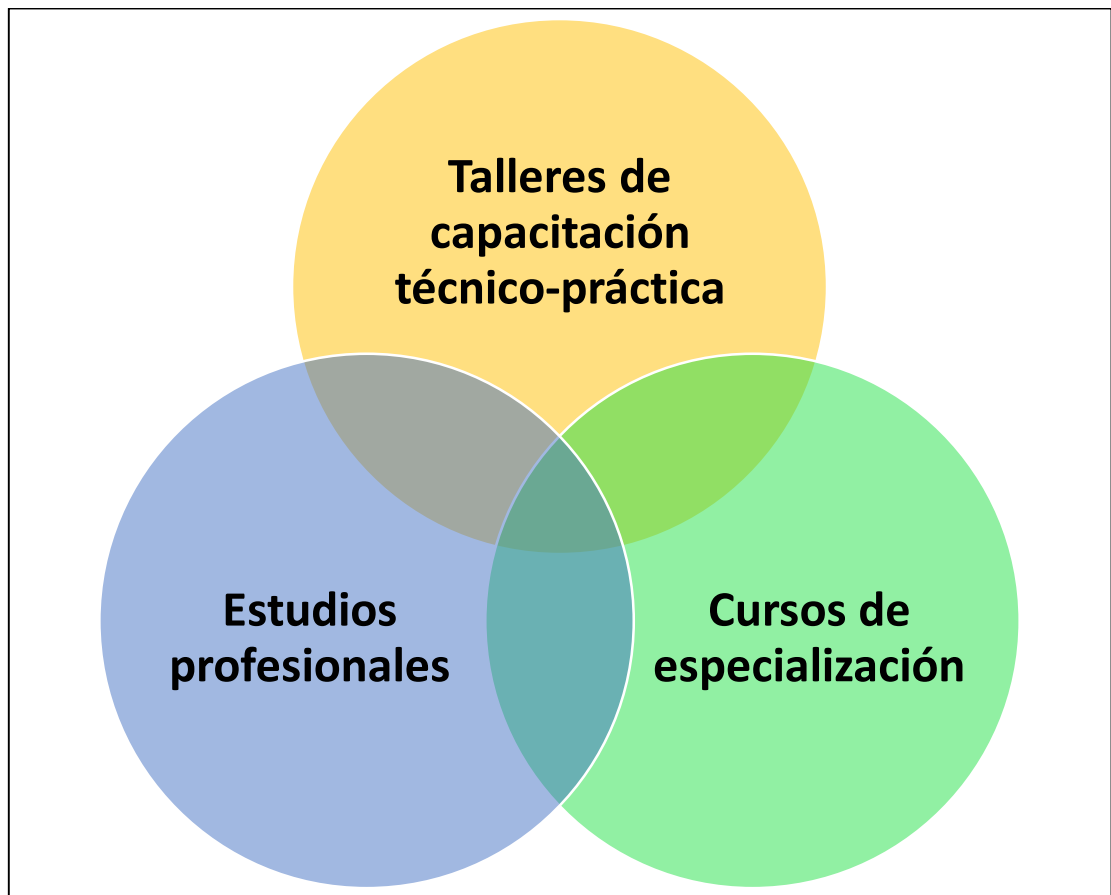 Talleres de
capacitación
técnico-práctica
Estudios
profesionales
Cursos de
especialización